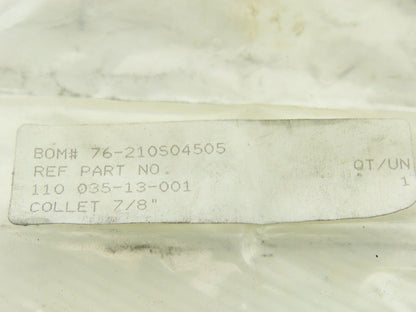 BOM# 76-210S04505
REF PART NO. QT/UN
110 035-13-001 1
COLLET 7/8"